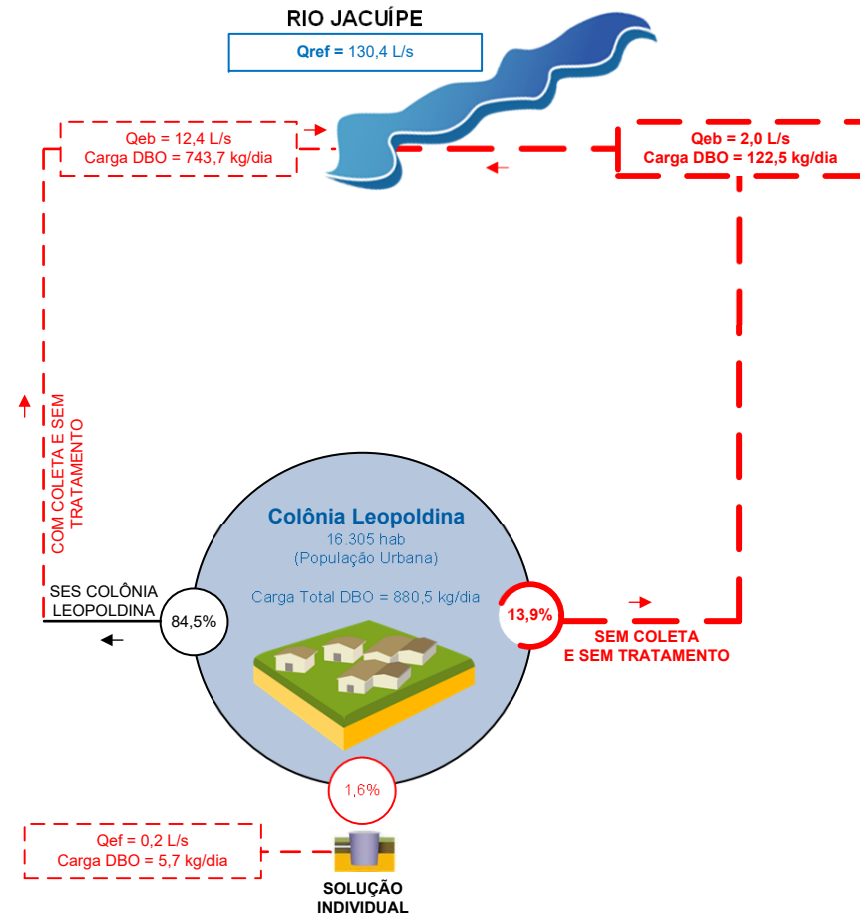 RIO JACUÍPE
Qref = 130,4 L/s
Qeb = 12,4 L/s
Carga DBO = 743,7 kg/dia
Qeb = 2,0 L/s
Carga DBO = 122,5 kg/dia
COM COLETA E SEM
TRATAMENTO
Colônia Leopoldina
16.305 hab
(População Urbana)
Carga Total DBO = 880,5 kg/dia
SES COLÔNIA
LEOPOLDINA
84,5%
13,9%
SEM COLETA
E SEM TRATAMENTO
1,6%
Qef = 0,2 L/s
Carga DBO = 5,7 kg/dia
SOLUÇÃO
INDIVIDUAL